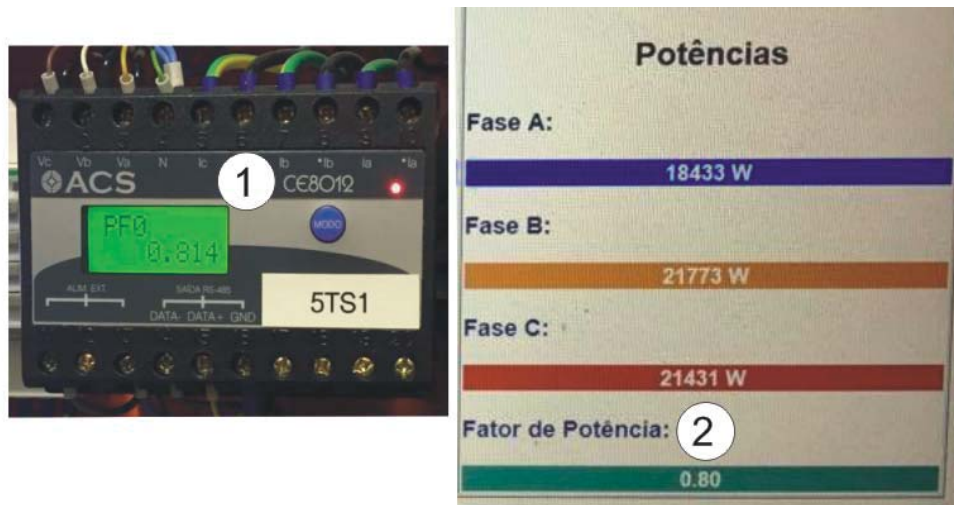 Vc Vb Va N Ic Ib •Ib Ia •Ia
ACS
1
CE8012
PF0
0.814
MODO
ALIM. EXT.
SAÍDA RS-485
DATA- DATA+ GND
5TS1
Potências
Fase A:
18433 W
Fase B:
21773 W
Fase C:
21431 W
Fator de Potência: 2
0.80